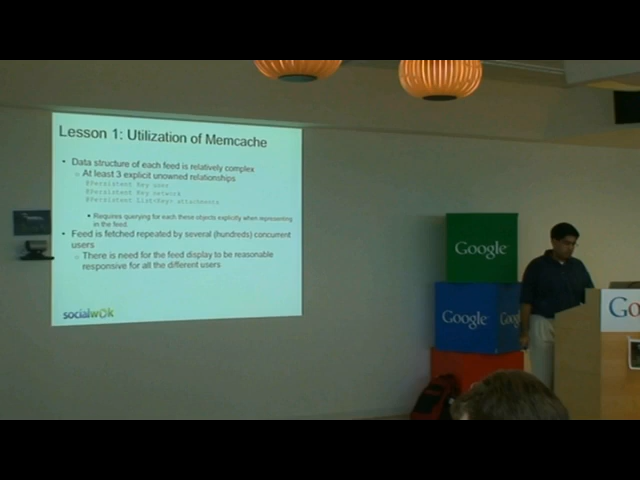 Lesson 1: Utilization of Memcache
• Data structure of each feed is relatively complex
o At least 3 explicit unowned relationships
@Persistent Key user
@Persistent Key network
@Persistent List<Key> attachments
▪ Requires querying for each these objects explicitly when representing
in the feed.
• Feed is fetched repeated by several (hundreds) concurrent
users
o There is need for the feed display to be reasonable
responsive for all the different users
socialwok
Google
Google
Goo
Go